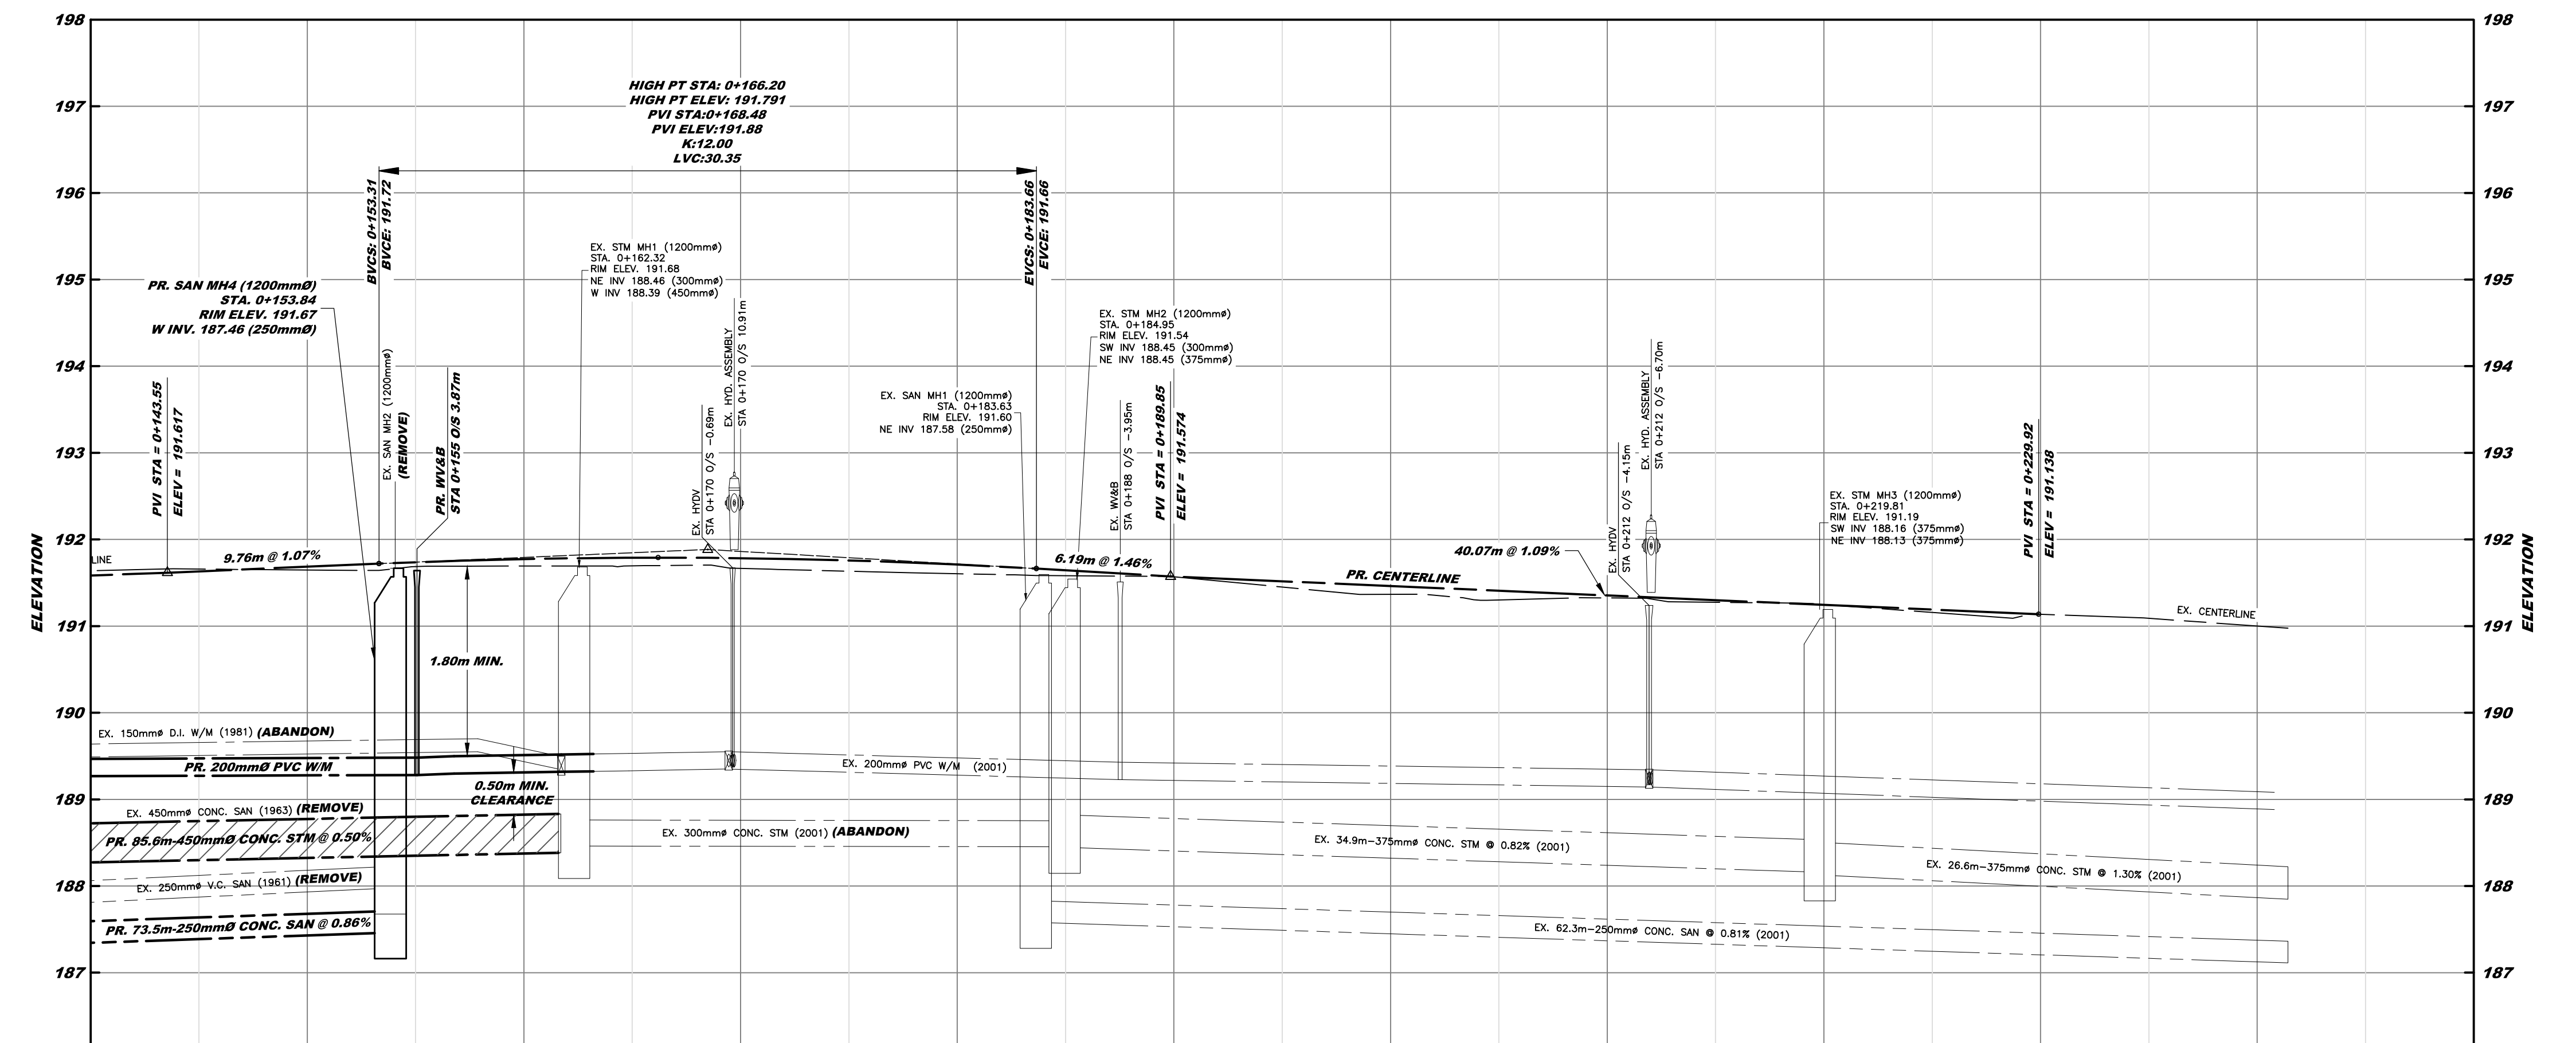 198
198
197
197
196
196
195
195
194
194
193
193
192
192
191
191
190
190
189
189
188
188
187
187
ELEVATION
ELEVATION
HIGH PT STA: 0+166.20
HIGH PT ELEV: 191.791
PVI STA:0+168.48
PVI ELEV:191.88
K:12.00
LVC:30.35
BVCS: 0+153.31
BVCE: 191.72
EVCS: 0+183.66
EVCE: 191.66
PR. SAN MH4 (1200mmØ)
STA. 0+153.84
RIM ELEV. 191.67
W INV. 187.46 (250mmØ)
PVI STA = 0+143.55
ELEV = 191.617
EX. SAN MH2 (1200mmø)
(REMOVE)
PR. WV&B
STA 0+155 O/S 3.87m
EX. STM MH1 (1200mmø)
STA. 0+162.32
RIM ELEV. 191.68
NE INV 188.46 (300mmø)
W INV 188.39 (450mmø)
EX. HYDV
STA 0+170 O/S -0.69m
EX. HYD. ASSEMBLY
STA 0+170 O/S 10.91m
EX. SAN MH1 (1200mmø)
STA. 0+183.63
RIM ELEV. 191.60
NE INV 187.58 (250mmø)
EX. STM MH2 (1200mmø)
STA. 0+184.95
RIM ELEV. 191.54
SW INV 188.45 (300mmø)
NE INV 188.45 (375mmø)
EX. WV&B
STA 0+188 O/S -3.95m
PVI STA = 0+189.85
ELEV = 191.574
EX. HYDV
STA 0+212 O/S -4.15m
EX. HYD. ASSEMBLY
STA 0+212 O/S -6.70m
EX. STM MH3 (1200mmø)
STA. 0+219.81
RIM ELEV. 191.19
SW INV 188.16 (375mmø)
NE INV 188.13 (375mmø)
PVI STA = 0+229.92
ELEV = 191.138
LINE
9.76m @ 1.07%
6.19m @ 1.46%
40.07m @ 1.09%
PR. CENTERLINE
EX. CENTERLINE
1.80m MIN.
EX. 150mmø D.I. W/M (1981) (ABANDON)
PR. 200mmØ PVC W/M
EX. 200mmø PVC W/M (2001)
0.50m MIN.
CLEARANCE
EX. 450mmø CONC. SAN (1963) (REMOVE)
PR. 85.6m-450mmØ CONC. STM @ 0.50%
EX. 300mmø CONC. STM (2001) (ABANDON)
EX. 34.9m-375mmø CONC. STM @ 0.82% (2001)
EX. 26.6m-375mmø CONC. STM @ 1.30% (2001)
EX. 250mmø V.C. SAN (1961) (REMOVE)
PR. 73.5m-250mmØ CONC. SAN @ 0.86%
EX. 62.3m-250mmø CONC. SAN @ 0.81% (2001)